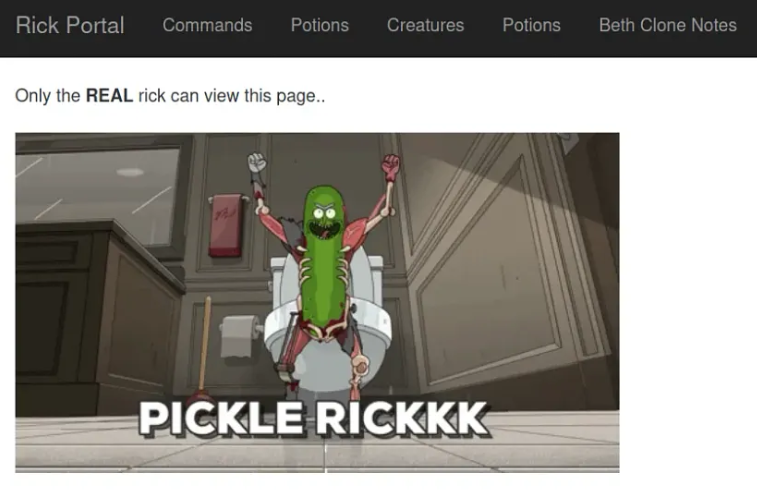 Rick Portal Commands Potions Creatures Potions Beth Clone Notes
Only the REAL rick can view this page..
PICKLE RICKKK